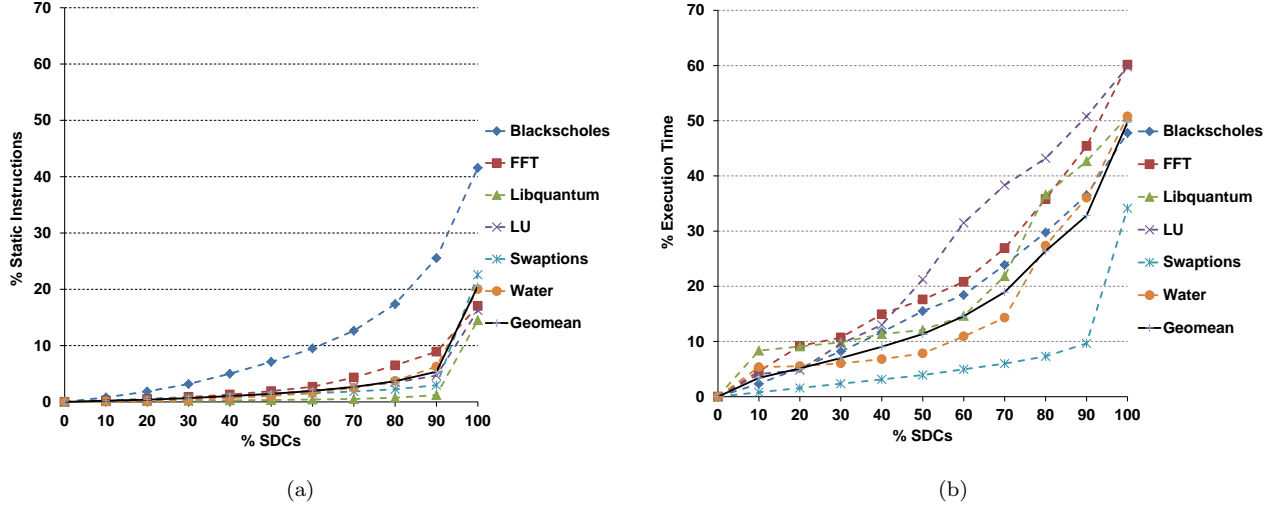 70
60
50
40
30
20
10
0
% Static Instructions
0 10 20 30 40 50 60 70 80 90 100
% SDCs
Blackscholes
FFT
Libquantum
LU
Swaptions
Water
Geomean
(a)
70
60
50
40
30
20
10
0
% Execution Time
0 10 20 30 40 50 60 70 80 90 100
% SDCs
Blackscholes
FFT
Libquantum
LU
Swaptions
Water
Geomean
(b)